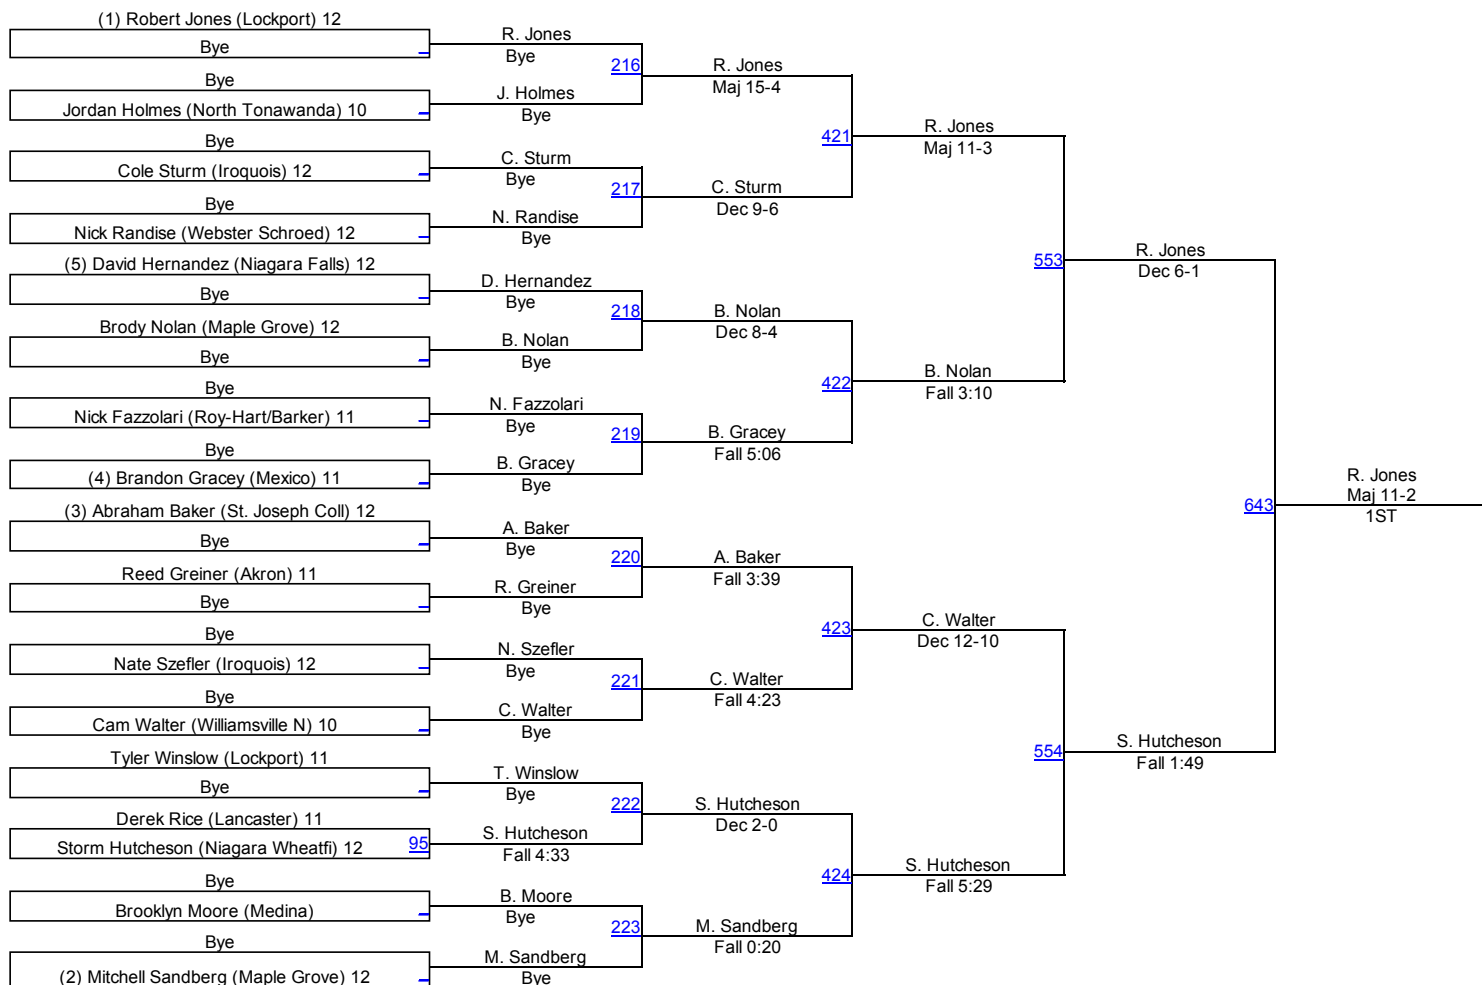 (1) Robert Jones (Lockport) 12
Bye
Bye
Jordan Holmes (North Tonawanda) 10
Bye
Cole Sturm (Iroquois) 12
Bye
Nick Randise (Webster Schroed) 12
(5) David Hernandez (Niagara Falls) 12
Bye
Brody Nolan (Maple Grove) 12
Bye
Bye
Nick Fazzolari (Roy-Hart/Barker) 11
Bye
(4) Brandon Gracey (Mexico) 11
(3) Abraham Baker (St. Joseph Coll) 12
Bye
Reed Greiner (Akron) 11
Bye
Bye
Nate Szefler (Iroquois) 12
Bye
Cam Walter (Williamsville N) 10
Tyler Winslow (Lockport) 11
Bye
Derek Rice (Lancaster) 11
Storm Hutcheson (Niagara Wheatfi) 12
95
Bye
Brooklyn Moore (Medina)
Bye
(2) Mitchell Sandberg (Maple Grove) 12
R. Jones
Bye
216
J. Holmes
Bye
C. Sturm
Bye
217
N. Randise
Bye
D. Hernandez
Bye
218
B. Nolan
Bye
N. Fazzolari
Bye
219
B. Gracey
Bye
A. Baker
Bye
220
R. Greiner
Bye
N. Szefler
Bye
221
C. Walter
Bye
T. Winslow
Bye
222
S. Hutcheson
Fall 4:33
B. Moore
Bye
223
M. Sandberg
Bye
R. Jones
Maj 15-4
421
C. Sturm
Dec 9-6
B. Nolan
Dec 8-4
422
B. Gracey
Fall 5:06
A. Baker
Fall 3:39
423
C. Walter
Fall 4:23
S. Hutcheson
Dec 2-0
424
M. Sandberg
Fall 0:20
R. Jones
Maj 11-3
553
B. Nolan
Fall 3:10
C. Walter
Dec 12-10
554
S. Hutcheson
Fall 5:29
R. Jones
Dec 6-1
643
S. Hutcheson
Fall 1:49
R. Jones
Maj 11-2
1ST